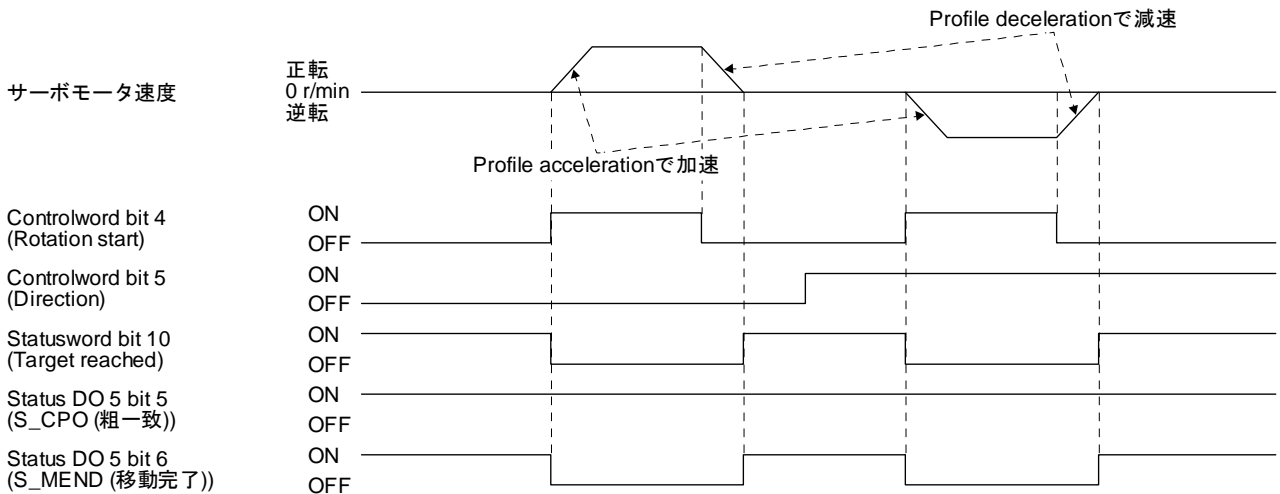 Profile decelerationで減速
正転
サーボモータ速度
0 r/min
逆転
Profile accelerationで加速
Controlword bit 4
(Rotation start)
ON
OFF
Controlword bit 5
(Direction)
ON
OFF
Statusword bit 10
(Target reached)
ON
OFF
Status DO 5 bit 5
(S_CPO (粗一致))
ON
OFF
Status DO 5 bit 6
(S_MEND (移動完了))
ON
OFF